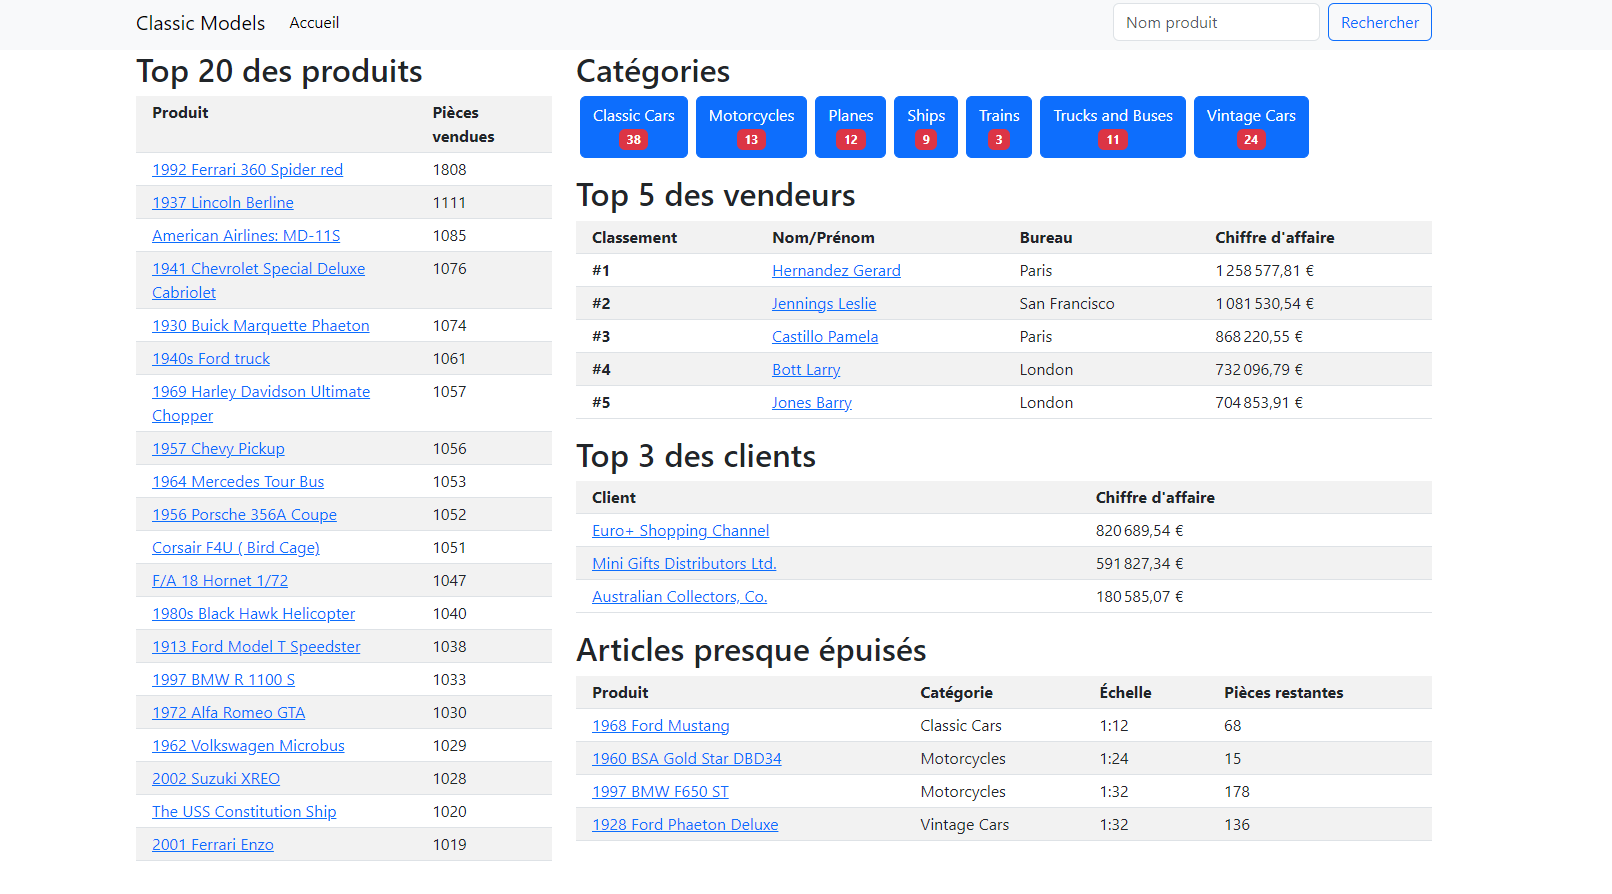 Classic Models Accueil Nom produit Rechercher
Top 20 des produits
Produit Pièces vendues
1992 Ferrari 360 Spider red 1808
1937 Lincoln Berline 1111
American Airlines: MD-11S 1085
1941 Chevrolet Special Deluxe Cabriolet 1076
1930 Buick Marquette Phaeton 1074
1940s Ford truck 1061
1969 Harley Davidson Ultimate Chopper 1057
1957 Chevy Pickup 1056
1964 Mercedes Tour Bus 1053
1956 Porsche 356A Coupe 1052
Corsair F4U ( Bird Cage) 1051
F/A 18 Hornet 1/72 1047
1980s Black Hawk Helicopter 1040
1913 Ford Model T Speedster 1038
1997 BMW R 1100 S 1033
1972 Alfa Romeo GTA 1030
1962 Volkswagen Microbus 1029
2002 Suzuki XREO 1028
The USS Constitution Ship 1020
2001 Ferrari Enzo 1019
Catégories
Classic Cars 38
Motorcycles 13
Planes 12
Ships 9
Trains 3
Trucks and Buses 11
Vintage Cars 24
Top 5 des vendeurs
Classement Nom/Prénom Bureau Chiffre d'affaire
#1 Hernandez Gerard Paris 1 258 577,81 €
#2 Jennings Leslie San Francisco 1 081 530,54 €
#3 Castillo Pamela Paris 868 220,55 €
#4 Bott Larry London 732 096,79 €
#5 Jones Barry London 704 853,91 €
Top 3 des clients
Client Chiffre d'affaire
Euro+ Shopping Channel 820 689,54 €
Mini Gifts Distributors Ltd. 591 827,34 €
Australian Collectors, Co. 180 585,07 €
Articles presque épuisés
Produit Catégorie Échelle Pièces restantes
1968 Ford Mustang Classic Cars 1:12 68
1960 BSA Gold Star DBD34 Motorcycles 1:24 15
1997 BMW F650 ST Motorcycles 1:32 178
1928 Ford Phaeton Deluxe Vintage Cars 1:32 136